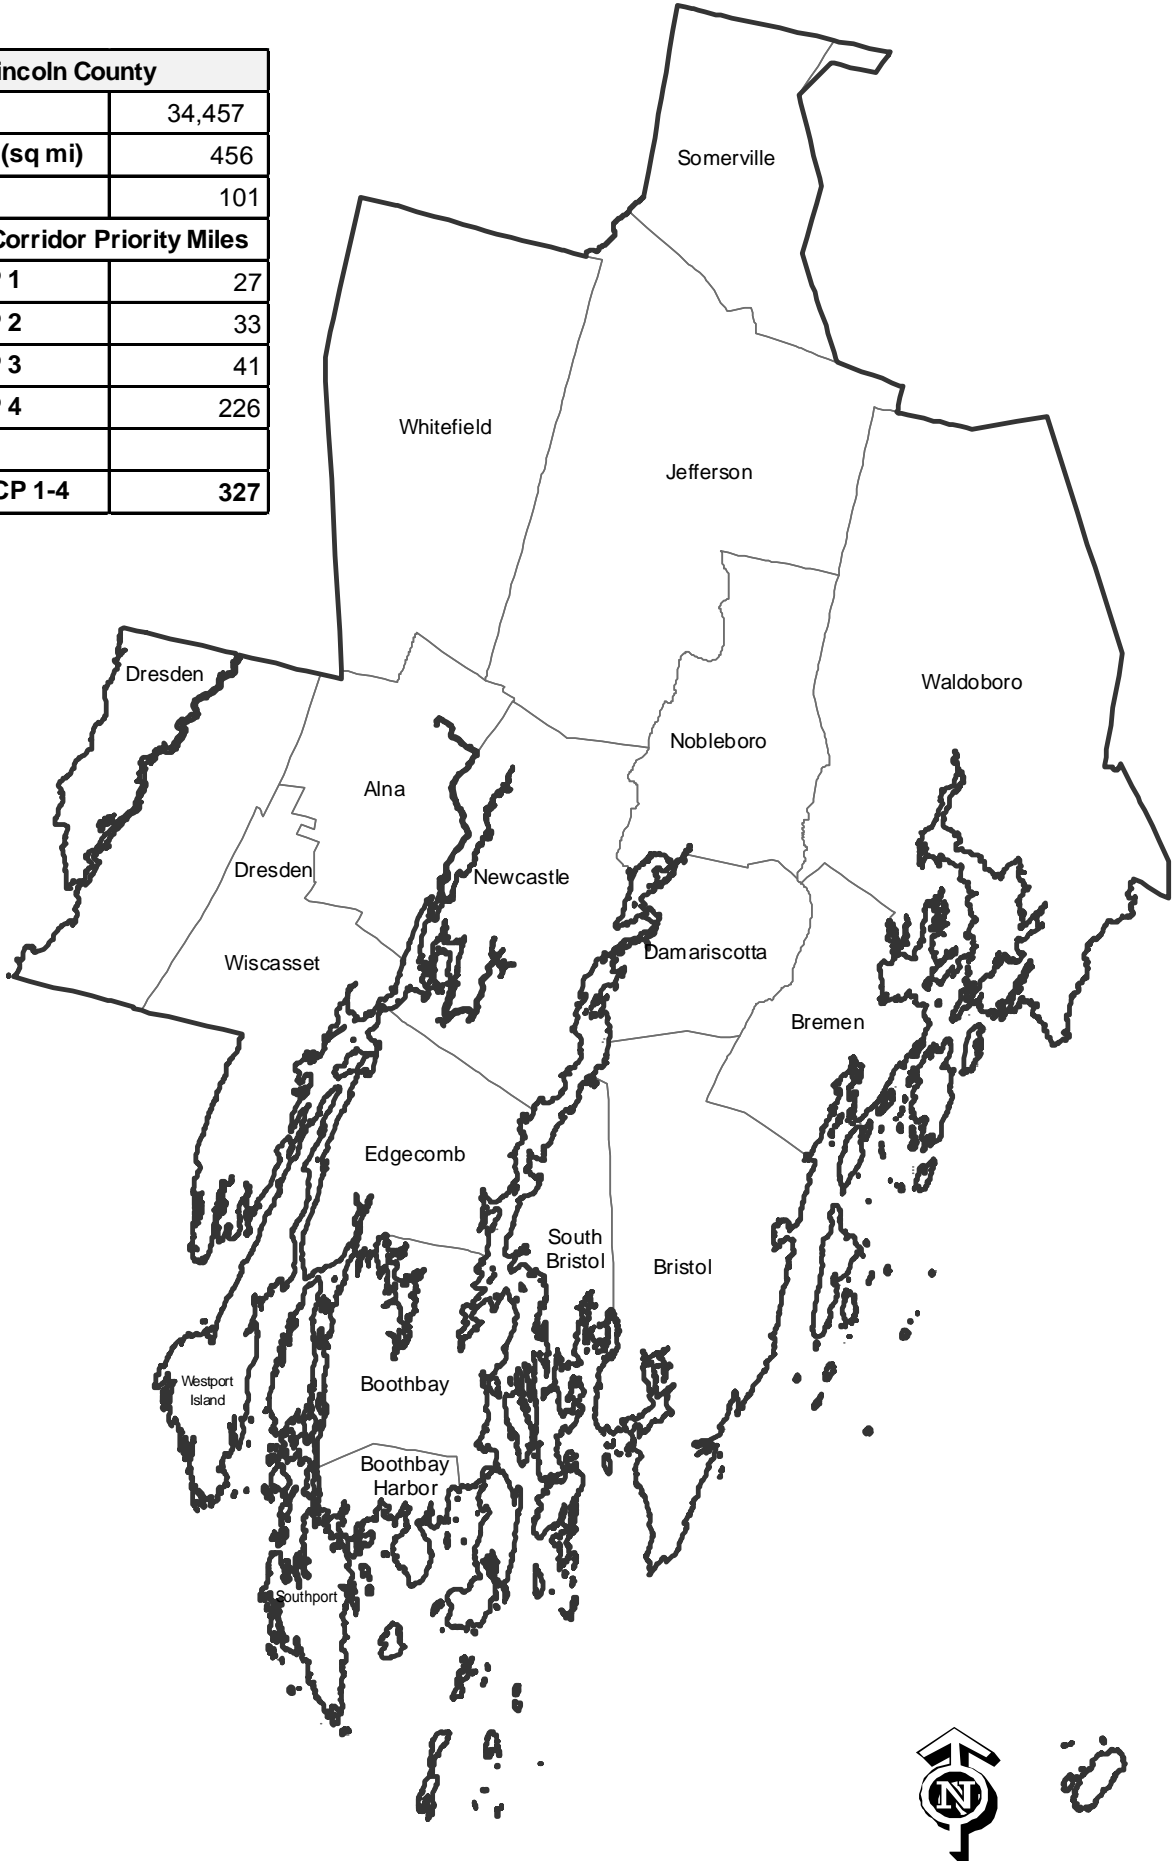 incoln County
34,457
(sq mi) 456
101
Corridor Priority Miles
1 27
2 33
3 41
4 226
CP 1-4 327
Somerville
Whitefield
Jefferson
Dresden
Waldoboro
Nobleboro
Alna
Dresden
Newcastle
Damariscotta
Wiscasset
Bremen
Edgecomb
South
Bristol
Bristol
Westport
Island
Boothbay
Boothbay
Harbor
Southport
N